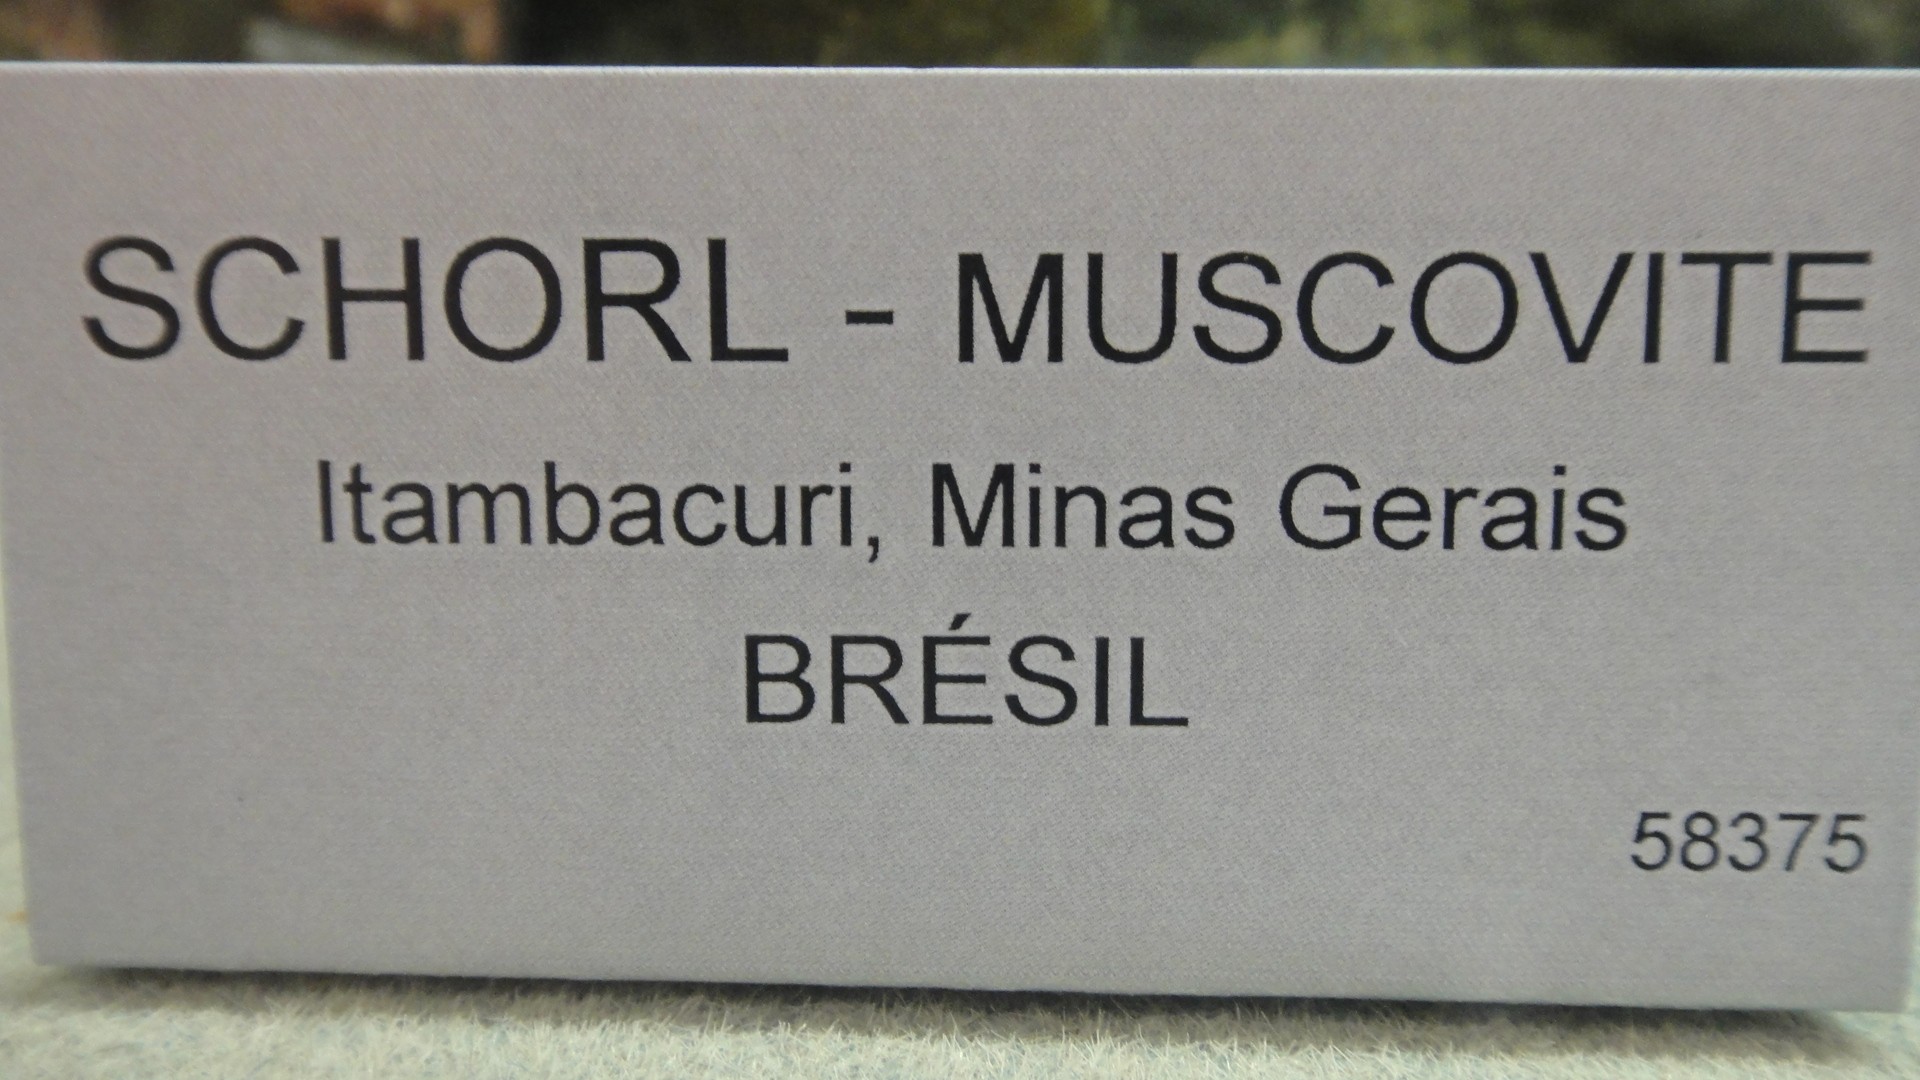 SCHORL - MUSCOVITE
Itambacuri, Minas Gerais
BRÉSIL
58375